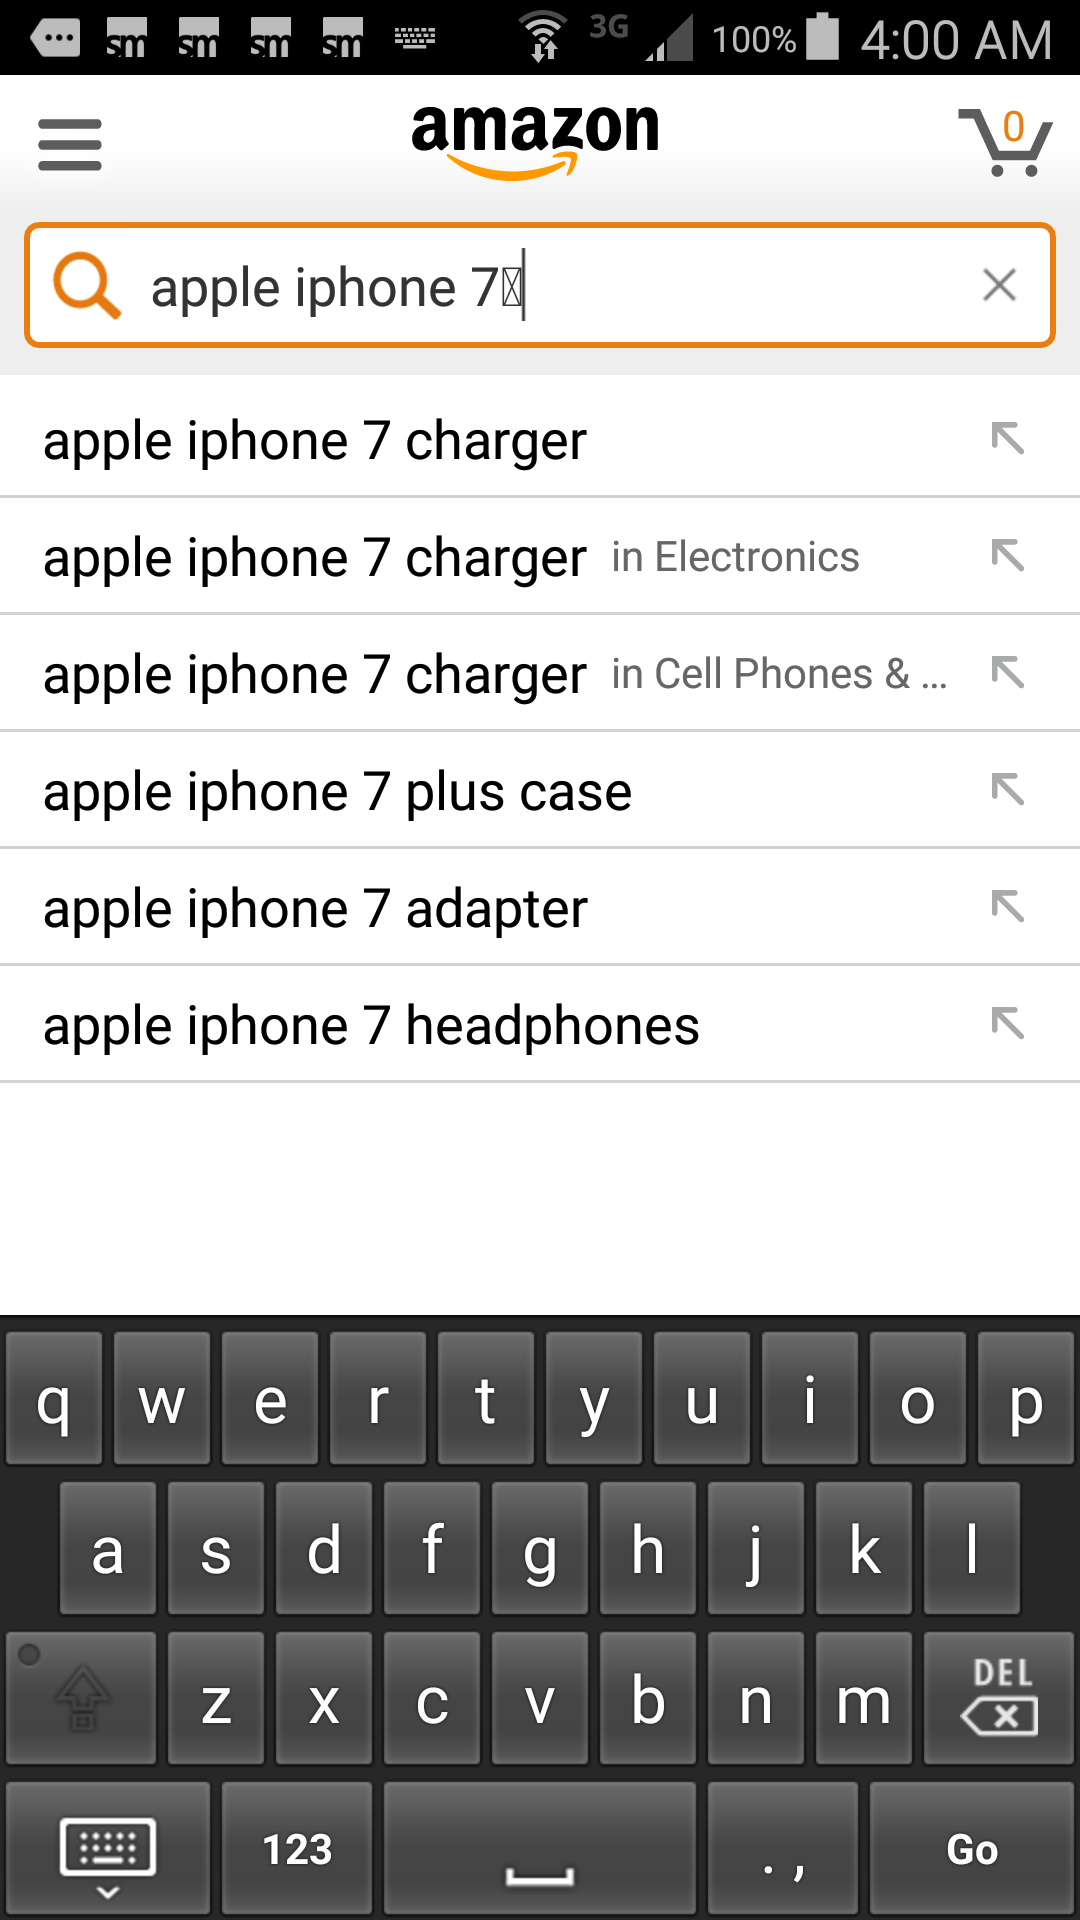 sm sm sm sm 3G 100% 4:00 AM
amazon 0
apple iphone 7
apple iphone 7 charger
apple iphone 7 charger in Electronics
apple iphone 7 charger in Cell Phones & ...
apple iphone 7 plus case
apple iphone 7 adapter
apple iphone 7 headphones
q w e r t y u i o p
a s d f g h j k l
z x c v b n m DEL
123 . , Go